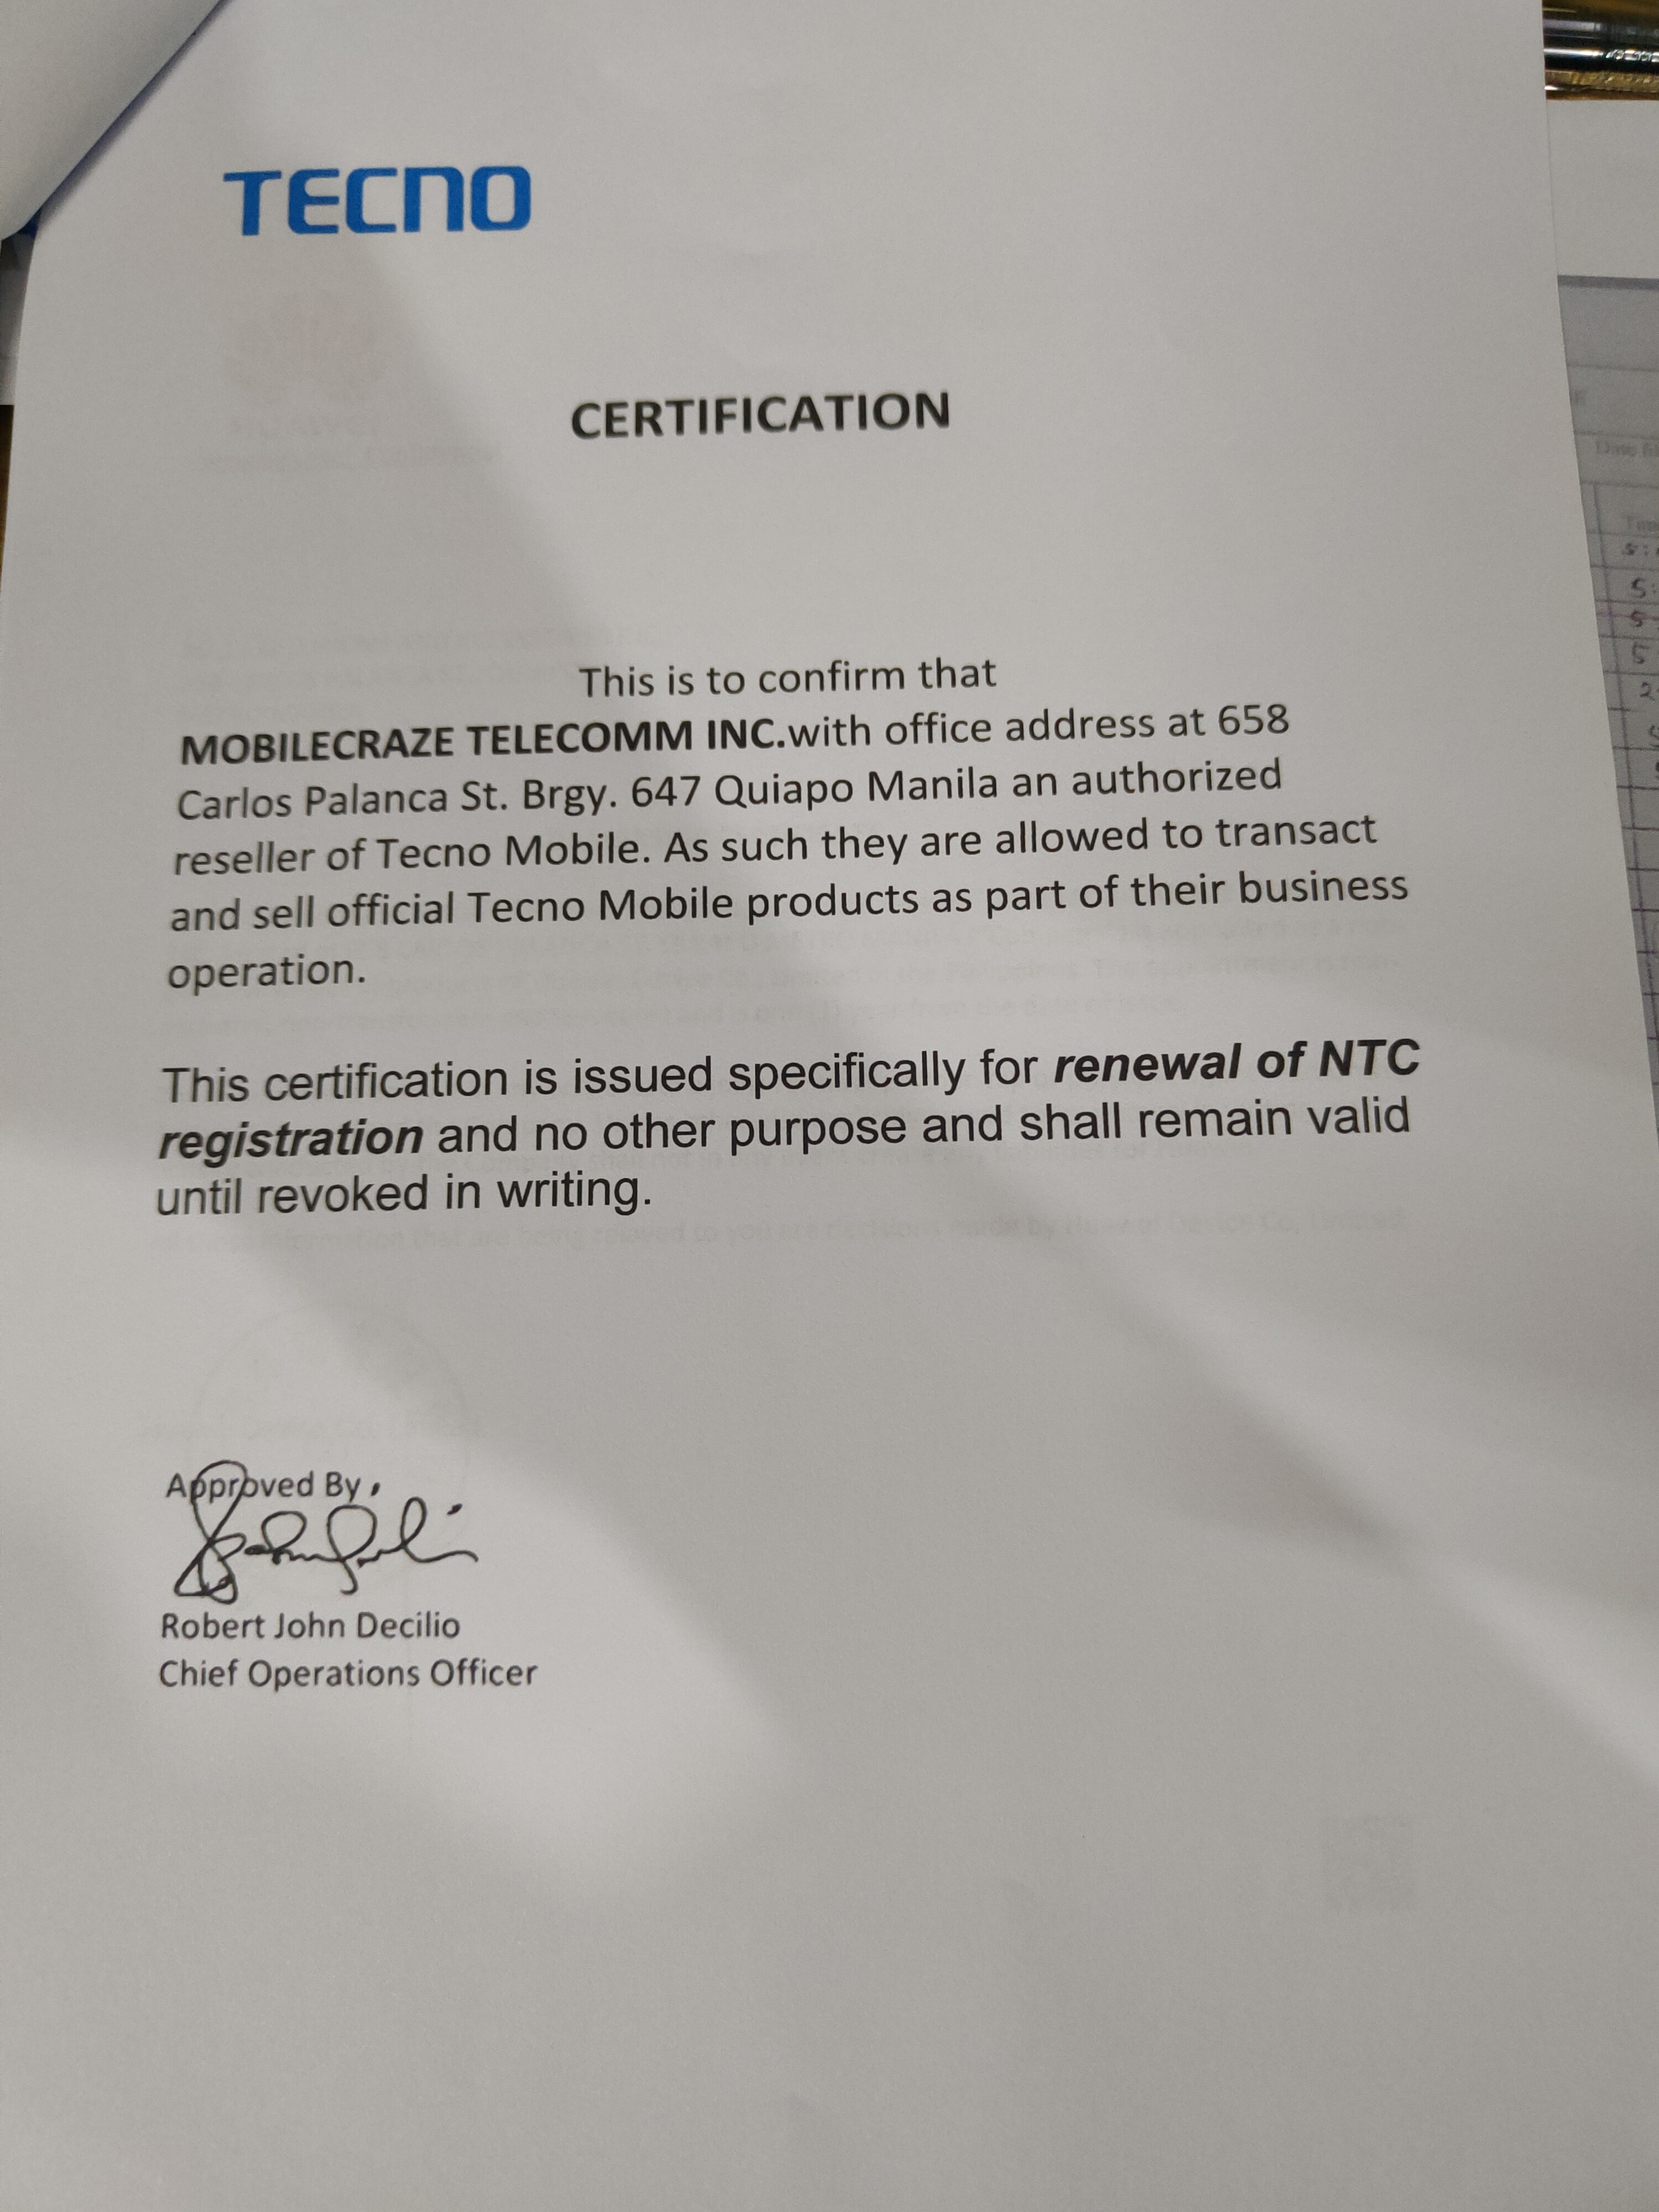 TECNO
CERTIFICATION
This is to confirm that
MOBILECRAZE TELECOMM INC.with office address at 658
Carlos Palanca St. Brgy. 647 Quiapo Manila an authorized
reseller of Tecno Mobile. As such they are allowed to transact
and sell official Tecno Mobile products as part of their business
operation.
This certification is issued specifically for renewal of NTC
registration and no other purpose and shall remain valid
until revoked in writing.
Approved By,
Robert John Decilio
Chief Operations Officer